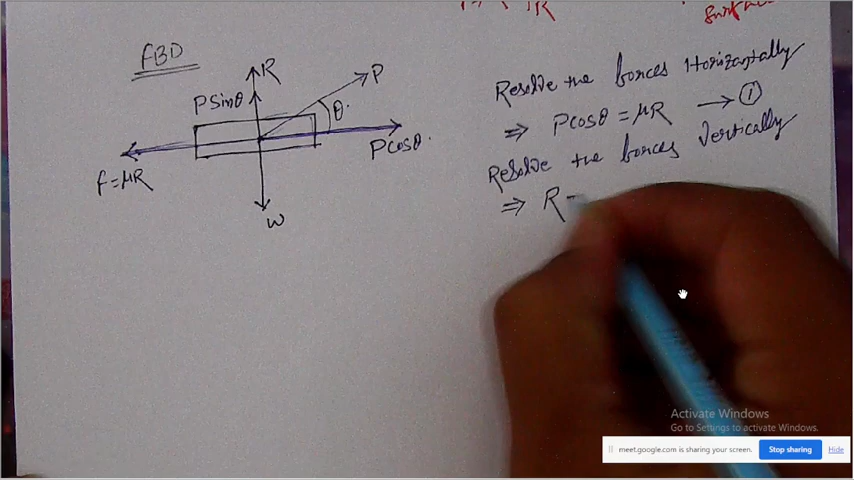 FBD
R
P
PSinθ
θ
Pcosθ
F=μR
W
Resolve the forces Horizontally
⇒ Pcosθ = μR → ①
Resolve the forces Vertically
⇒ R
Activate Windows
Go to Settings to activate Windows.
meet.google.com is sharing your screen.
Stop sharing
Hide